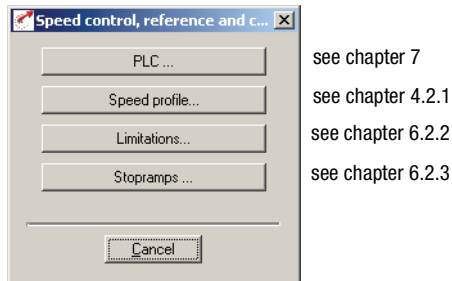 Speed control, reference and c...
PLC ... see chapter 7
Speed profile... see chapter 4.2.1
Limitations... see chapter 6.2.2
Stopramps ... see chapter 6.2.3
Cancel